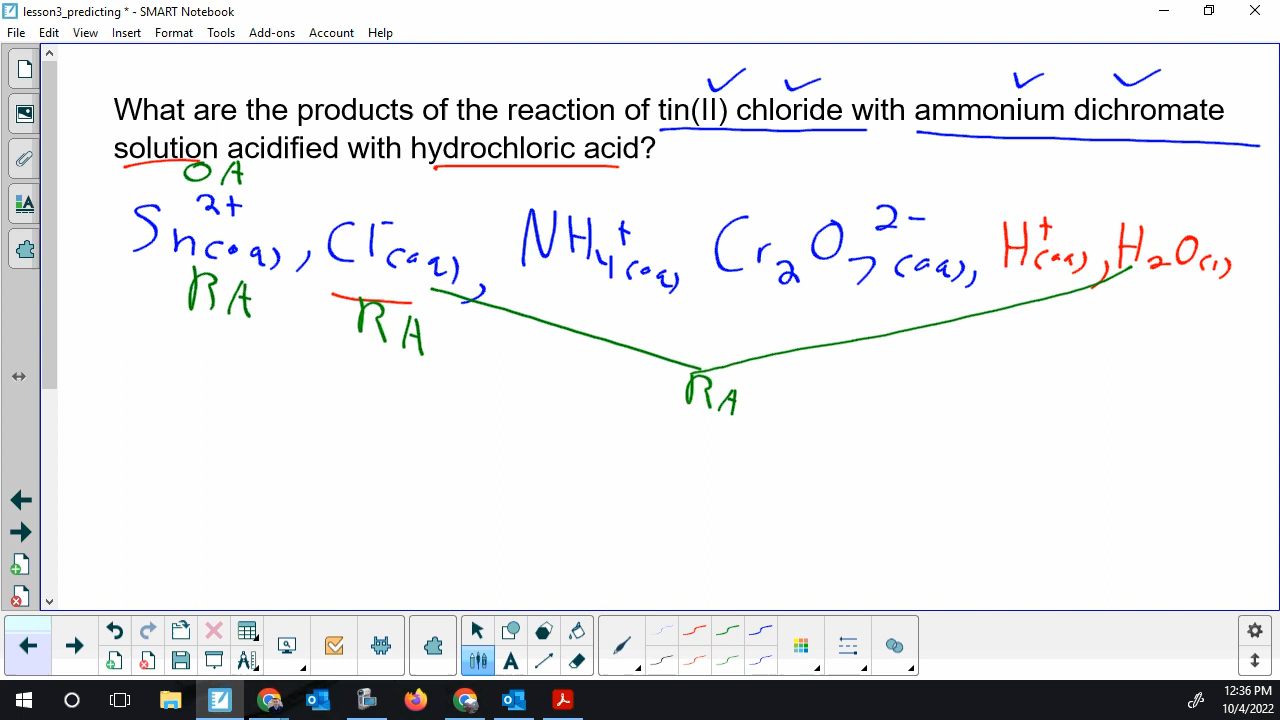 lesson3_predicting * - SMART Notebook
File Edit View Insert Format Tools Add-ons Account Help
What are the products of the reaction of tin(II) chloride with ammonium dichromate
solution acidified with hydrochloric acid?
OA
Sn²⁺(aq), Cl⁻(aq), NH₄⁺(aq), Cr₂O₇²⁻(aq), H⁺(aq), H₂O(l)
RA RA
RA
12:36 PM
10/4/2022